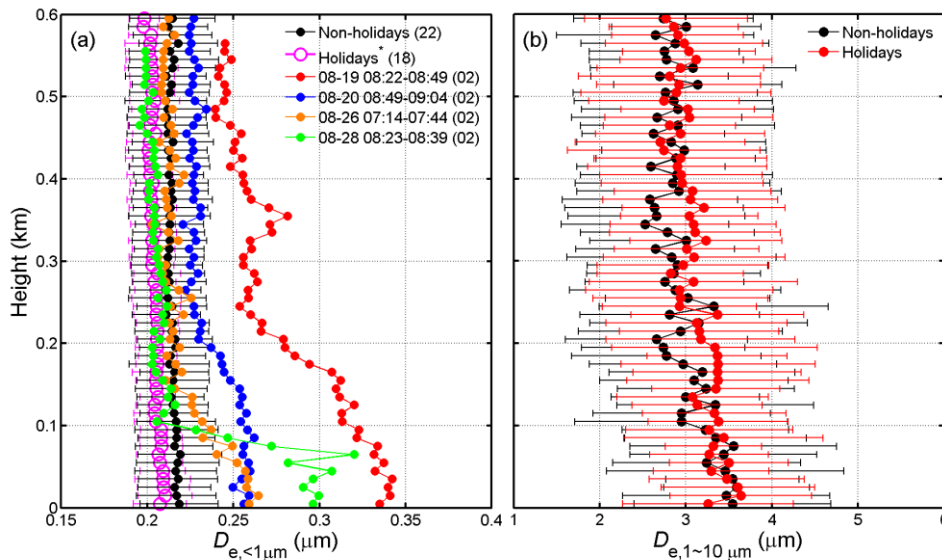 (a)
Non-holidays (22)
Holidays* (18)
08-19 08:22-08:49 (02)
08-20 08:49-09:04 (02)
08-26 07:14-07:44 (02)
08-28 08:23-08:39 (02)
Height (km)
0.6
0.5
0.4
0.3
0.2
0.1
0
0.15
0.2
0.25
0.3
0.35
0.4
D e,<1μm (μm)
(b)
Non-holidays
Holidays
1
2
3
4
5
6
D e,1~10 μm (μm)